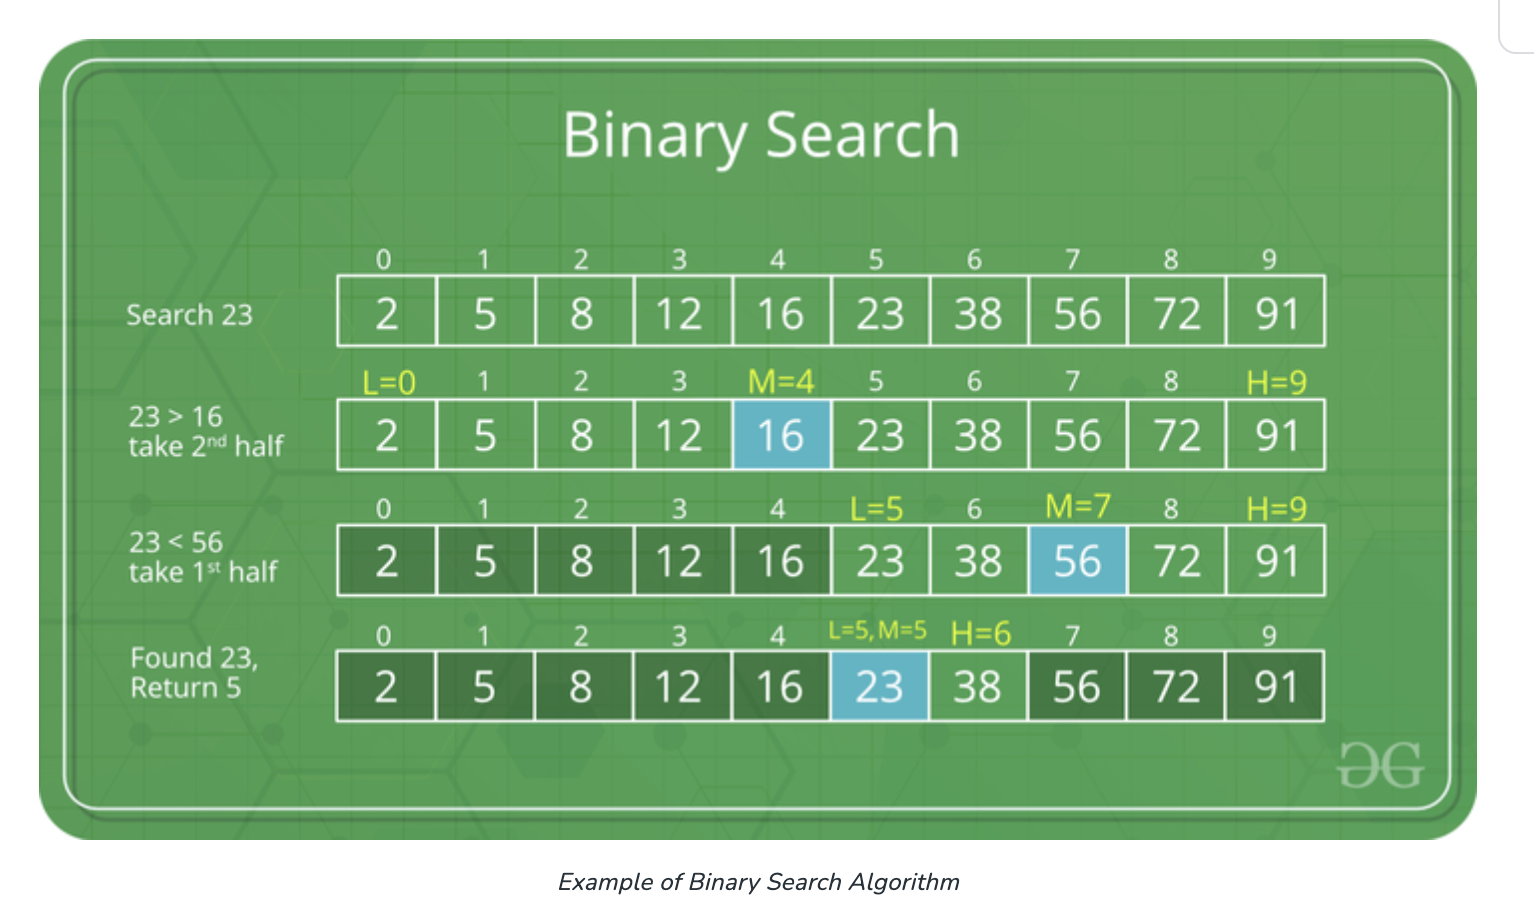 Binary Search
0 1 2 3 4 5 6 7 8 9
Search 23 2 5 8 12 16 23 38 56 72 91
L=0 1 2 3 M=4 5 6 7 8 H=9
23 > 16
take 2nd half
2 5 8 12 16 23 38 56 72 91
0 1 2 3 4 L=5 6 M=7 8 H=9
23 < 56
take 1st half
2 5 8 12 16 23 38 56 72 91
0 1 2 3 4 L=5, M=5 H=6 7 8 9
Found 23,
Return 5
2 5 8 12 16 23 38 56 72 91
GG
Example of Binary Search Algorithm